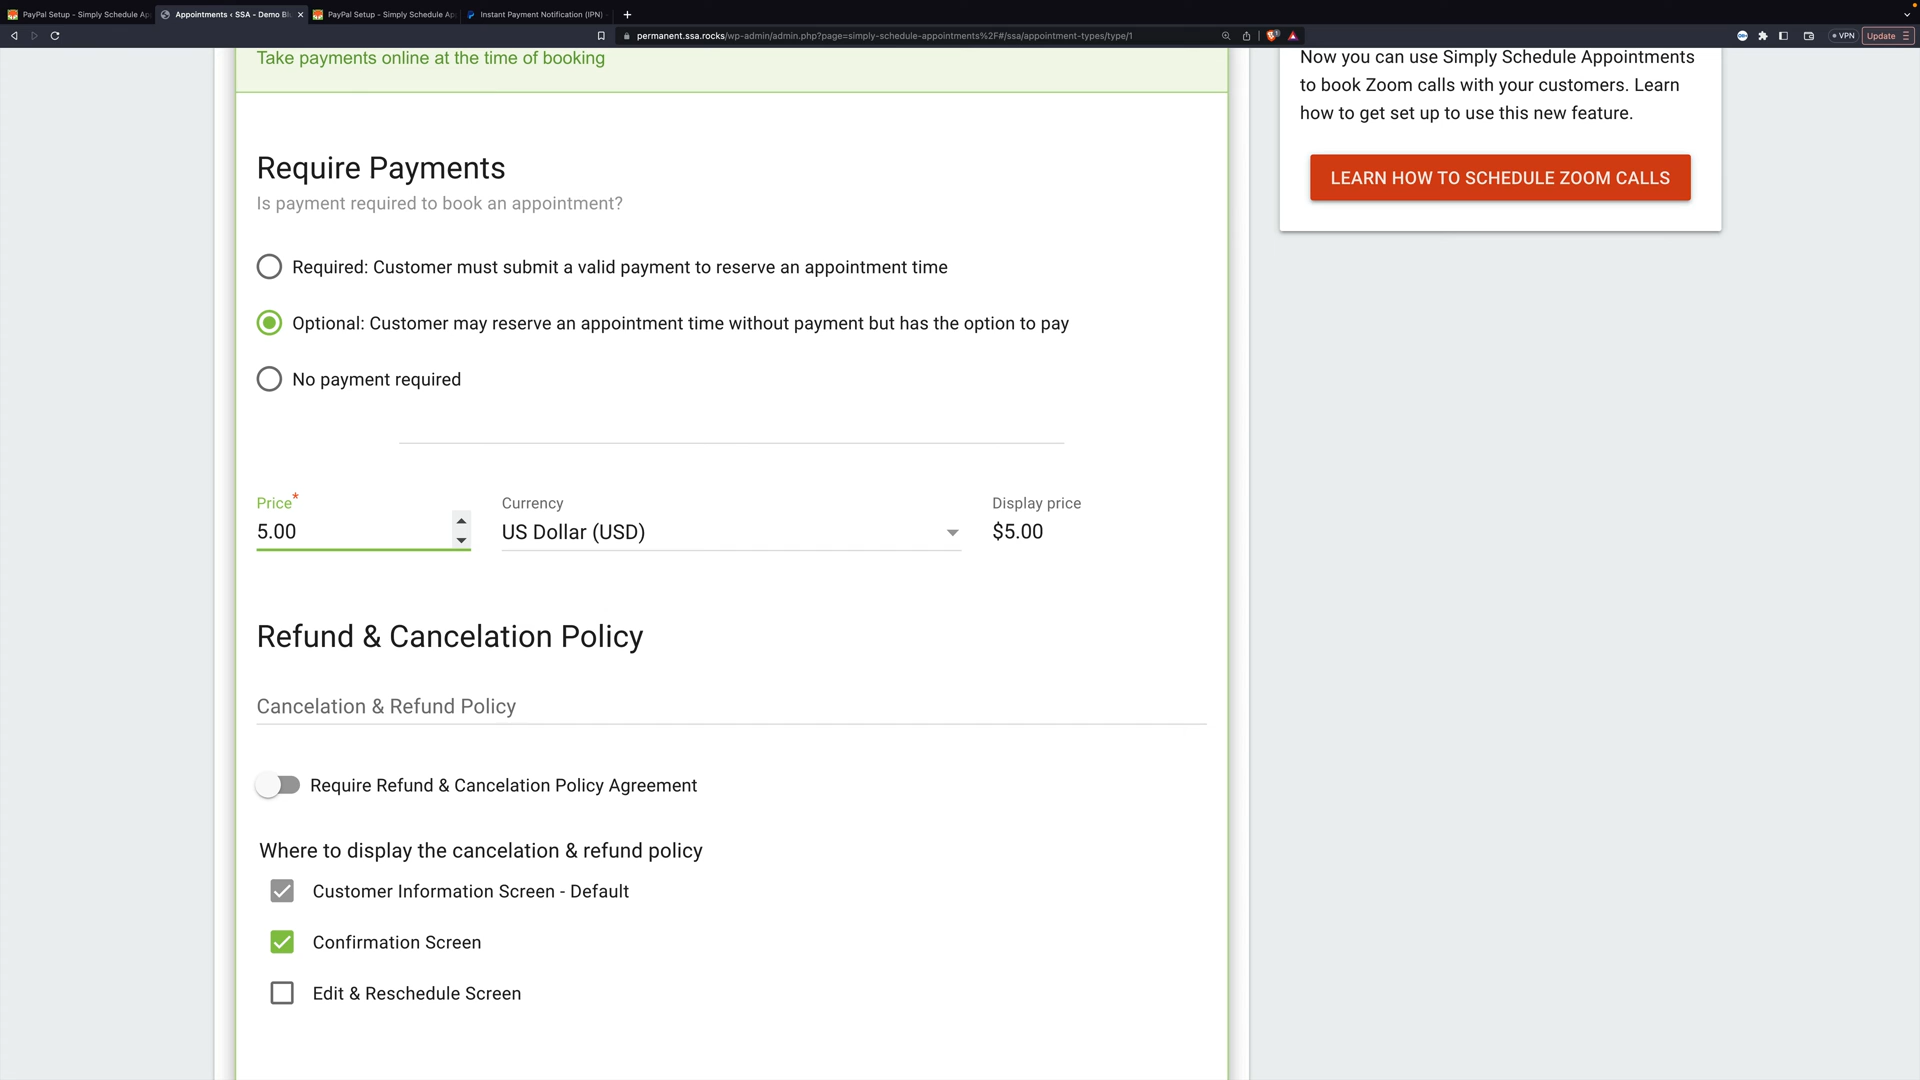 PayPal Setup - Simply Schedule Ap
Appointments ‹ SSA - Demo Bl
PayPal Setup - Simply Schedule Ap
Instant Payment Notification (IPN)
permanent.ssa.rocks/wp-admin/admin.php?page=simply-schedule-appointments%2F#/ssa/appointment-types/type/1
VPN
Update
Take payments online at the time of booking
Now you can use Simply Schedule Appointments
to book Zoom calls with your customers. Learn
how to get set up to use this new feature.
LEARN HOW TO SCHEDULE ZOOM CALLS
Require Payments
Is payment required to book an appointment?
Required: Customer must submit a valid payment to reserve an appointment time
Optional: Customer may reserve an appointment time without payment but has the option to pay
No payment required
Price* Currency Display price
5.00 US Dollar (USD) $5.00
Refund & Cancelation Policy
Cancelation & Refund Policy
Require Refund & Cancelation Policy Agreement
Where to display the cancelation & refund policy
Customer Information Screen - Default
Confirmation Screen
Edit & Reschedule Screen